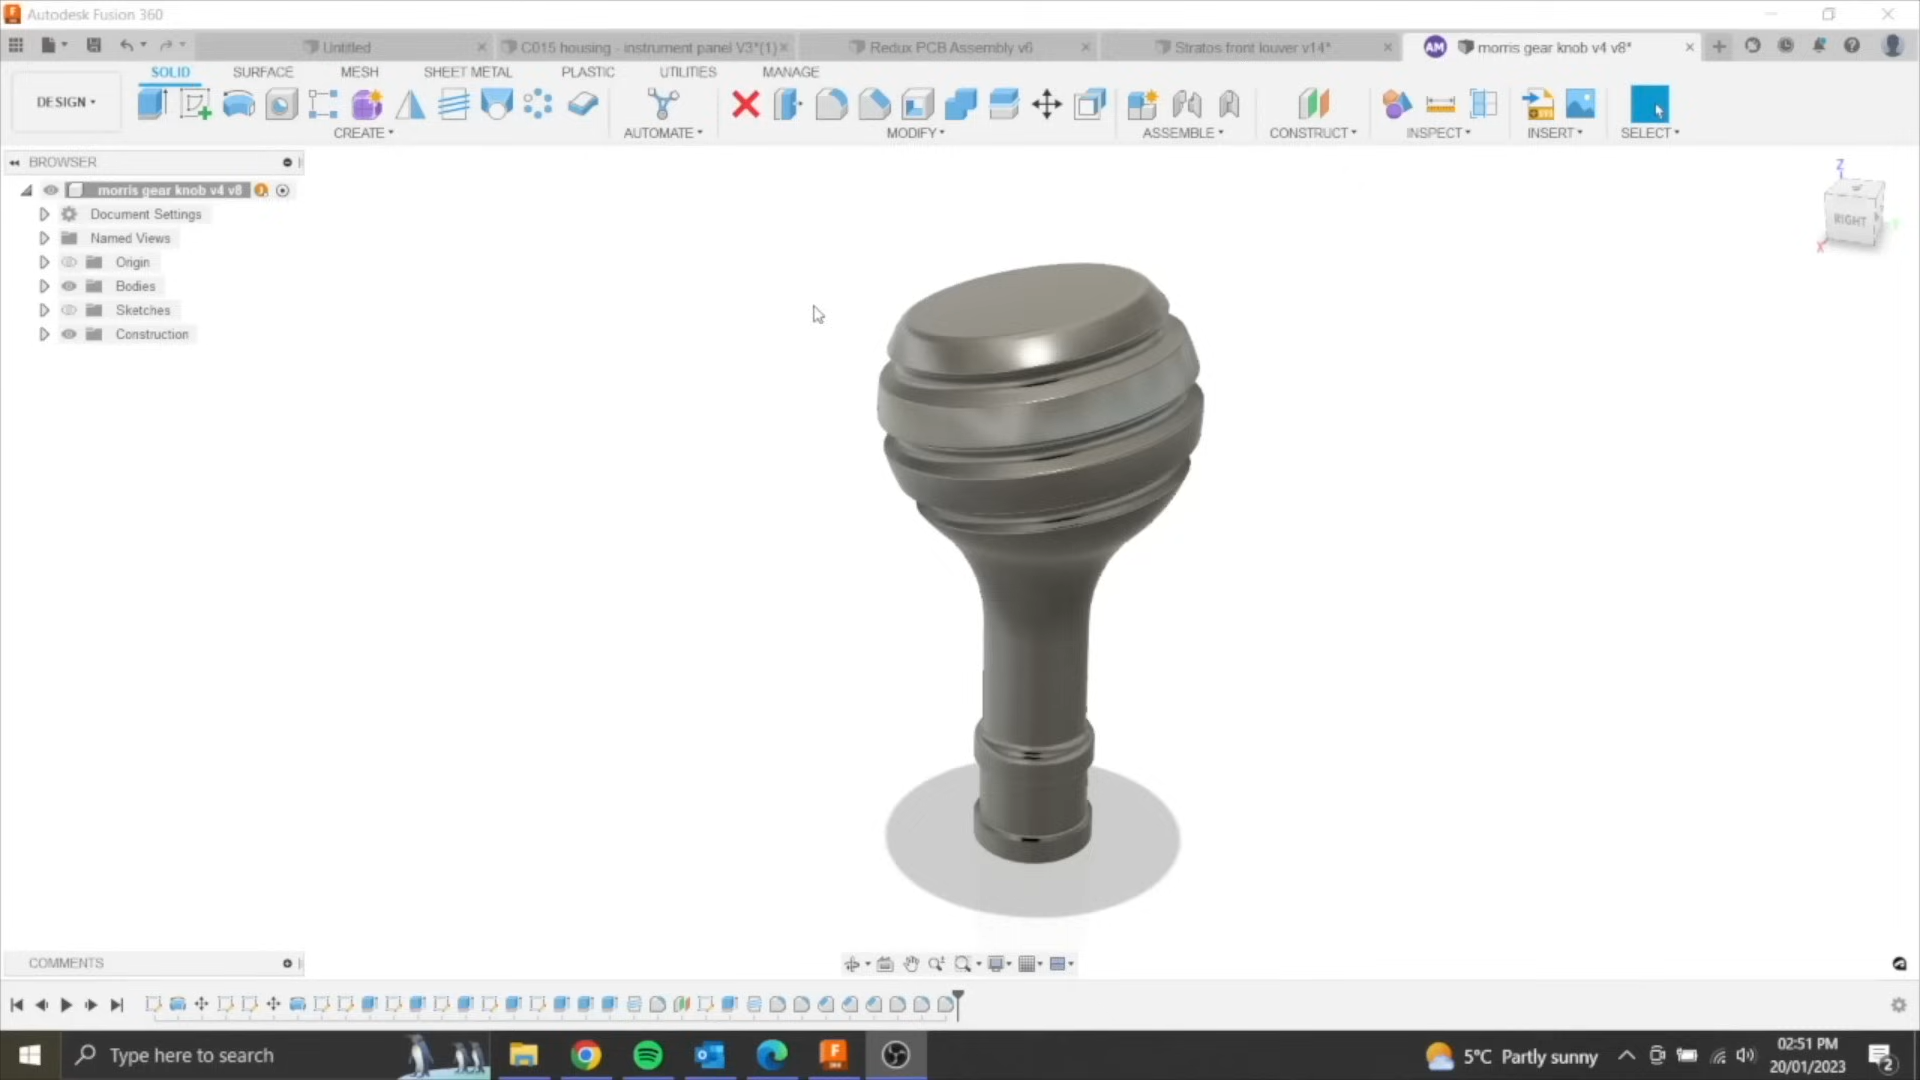 Autodesk Fusion 360
Untitled
C015 housing - instrument panel V3*(1)
Redux PCB Assembly v6
Stratos front louver v14*
AM
morris gear knob v4 v8*
DESIGN
SOLID
SURFACE
MESH
SHEET METAL
PLASTIC
UTILITIES
MANAGE
CREATE
AUTOMATE
MODIFY
ASSEMBLE
CONSTRUCT
INSPECT
INSERT
SELECT
BROWSER
morris gear knob v4 v8
Document Settings
Named Views
Origin
Bodies
Sketches
Construction
Z
RIGHT
X
Y
COMMENTS
Type here to search
5°C Partly sunny
02:51 PM
20/01/2023
2